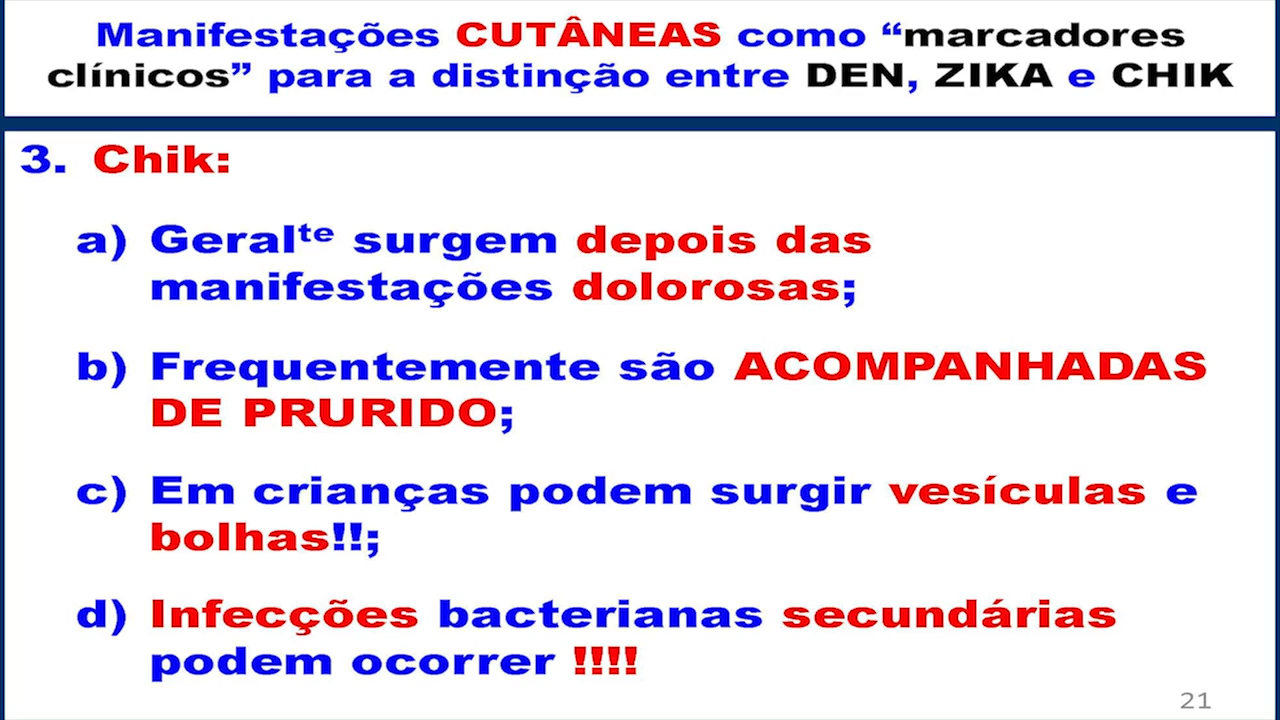 Manifestações CUTÂNEAS como “marcadores
clínicos” para a distinção entre DEN, ZIKA e CHIK
3. Chik:
a) Geralᵗᵉ surgem depois das
manifestações dolorosas;
b) Frequentemente são ACOMPANHADAS
DE PRURIDO;
c) Em crianças podem surgir vesículas e
bolhas!!;
d) Infecções bacterianas secundárias
podem ocorrer !!!!
21